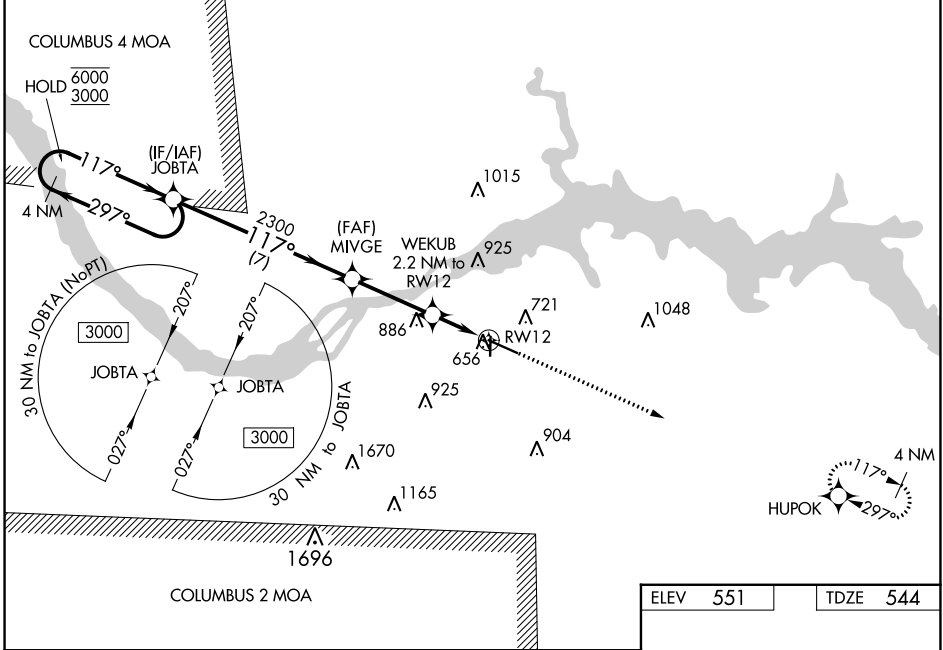 COLUMBUS 4 MOA
HOLD
6000
3000
117°
297°
4 NM
(IF/IAF)
JOBTA
2300
117°
(7)
(FAF)
MIVGE
WEKUB
2.2 NM to
RW12
1015
925
721
1048
886
656
RW12
925
904
1670
1165
1696
30 NM to JOBTA (NoPT)
3000
207°
JOBTA
027°
207°
JOBTA
3000
027°
30 NM to JOBTA
4 NM
117°
297°
HUPOK
COLUMBUS 2 MOA
ELEV 551
TDZE 544